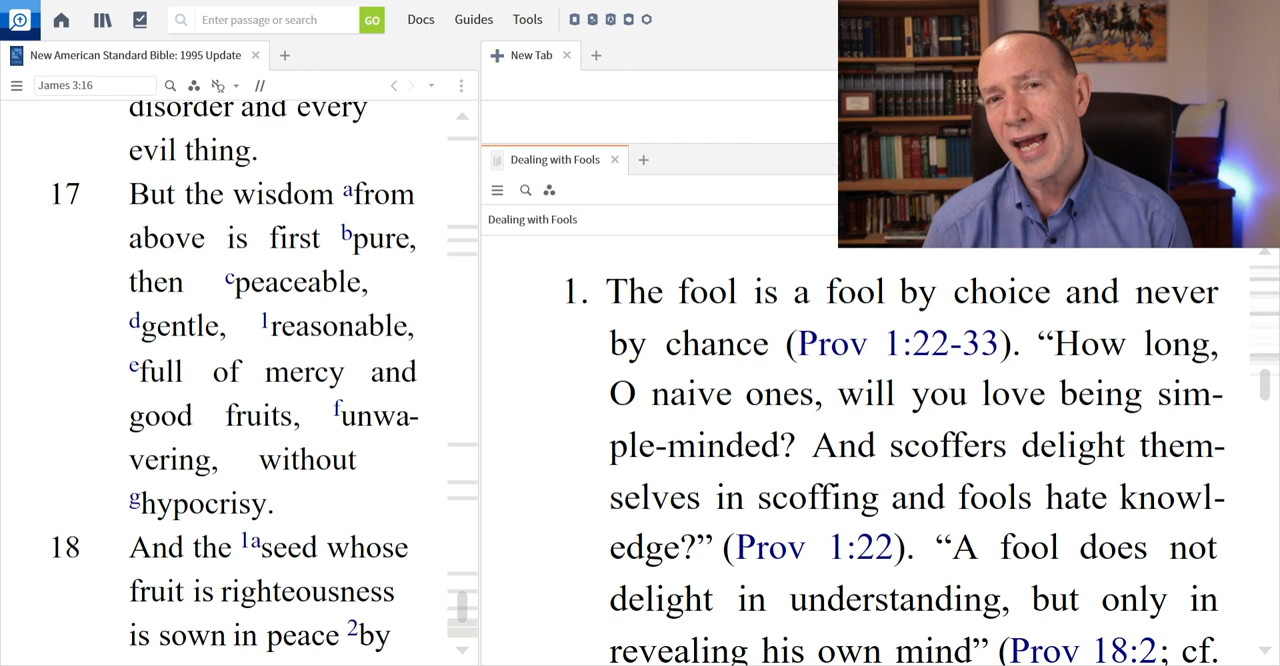 Enter passage or search
GO
Docs
Guides
Tools
New American Standard Bible: 1995 Update
New Tab
James 3:16
disorder and every
evil thing.
17 But the wisdom afrom
above is first bpure,
then cpeaceable,
dgentle, 1reasonable,
efull of mercy and
good fruits, funwa-
vering, without
ghypocrisy.
18 And the 1aseed whose
fruit is righteousness
is sown in peace 2by
Dealing with Fools
Dealing with Fools
1. The fool is a fool by choice and never
by chance (Prov 1:22-33). “How long,
O naive ones, will you love being sim-
ple-minded? And scoffers delight them-
selves in scoffing and fools hate knowl-
edge?” (Prov 1:22). “A fool does not
delight in understanding, but only in
revealing his own mind” (Prov 18:2; cf.